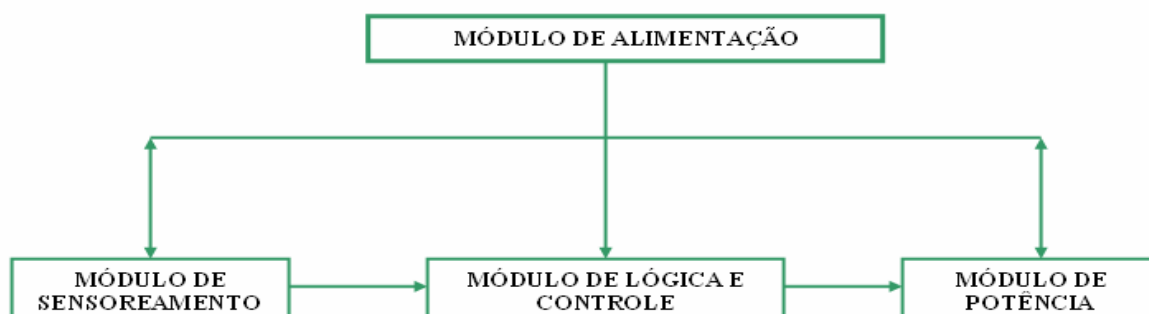 MÓDULO DE ALIMENTAÇÃO
MÓDULO DE
SENSOREAMENTO
MÓDULO DE LÓGICA E
CONTROLE
MÓDULO DE
POTÊNCIA